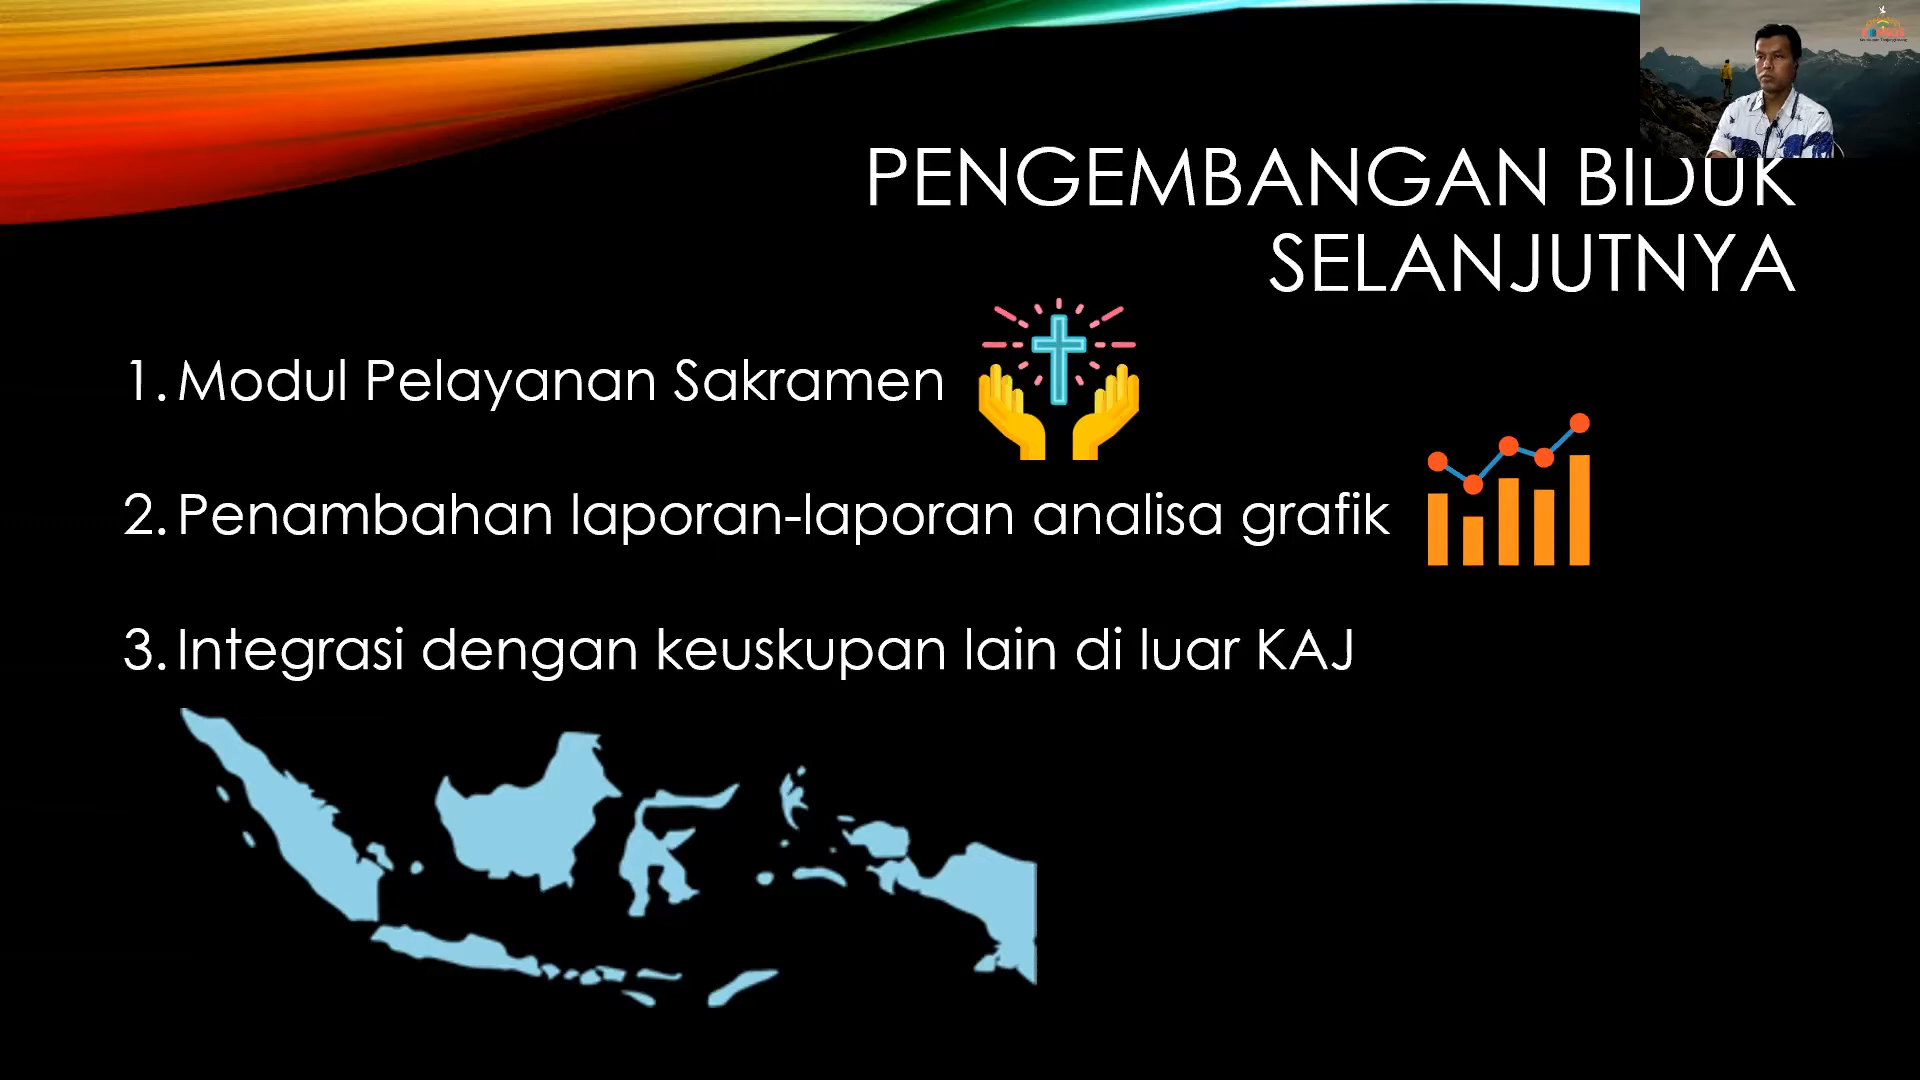 PENGEMBANGAN BIDUK
SELANJUTNYA
1. Modul Pelayanan Sakramen
2. Penambahan laporan-laporan analisa grafik
3. Integrasi dengan keuskupan lain di luar KAJ